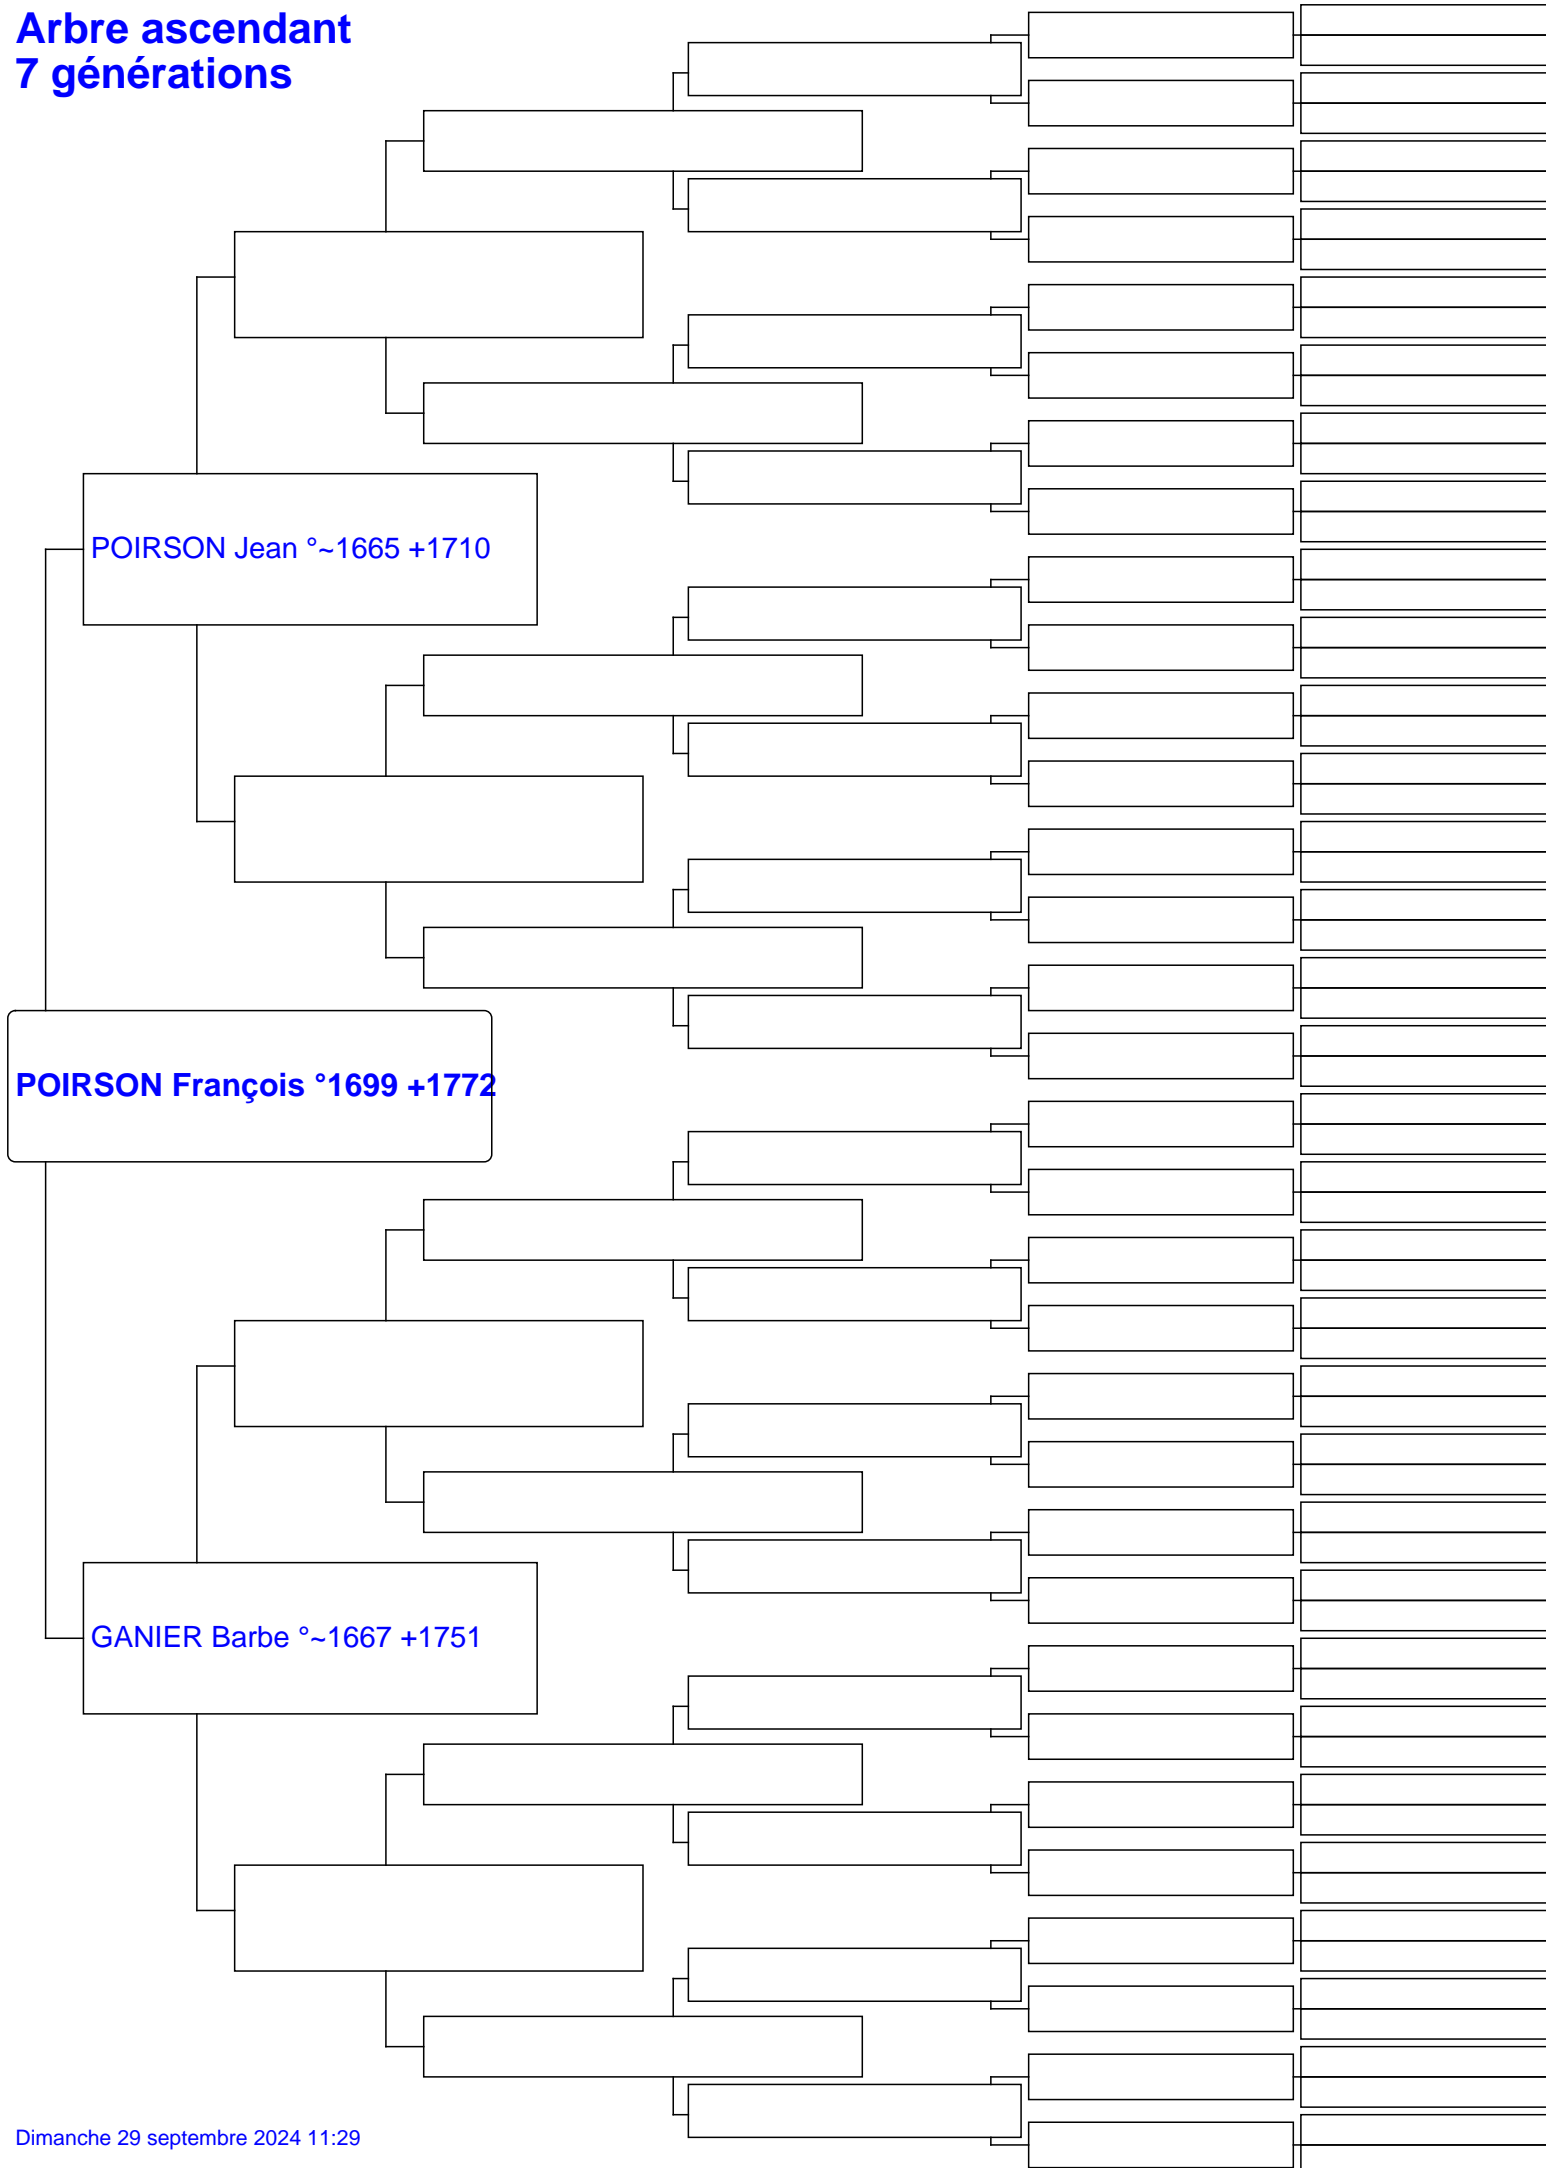 Arbre ascendant
7 générations
POIRSON Jean °~1665 +1710
POIRSON François °1699 +1772
GANIER Barbe °~1667 +1751
Dimanche 29 septembre 2024 11:29